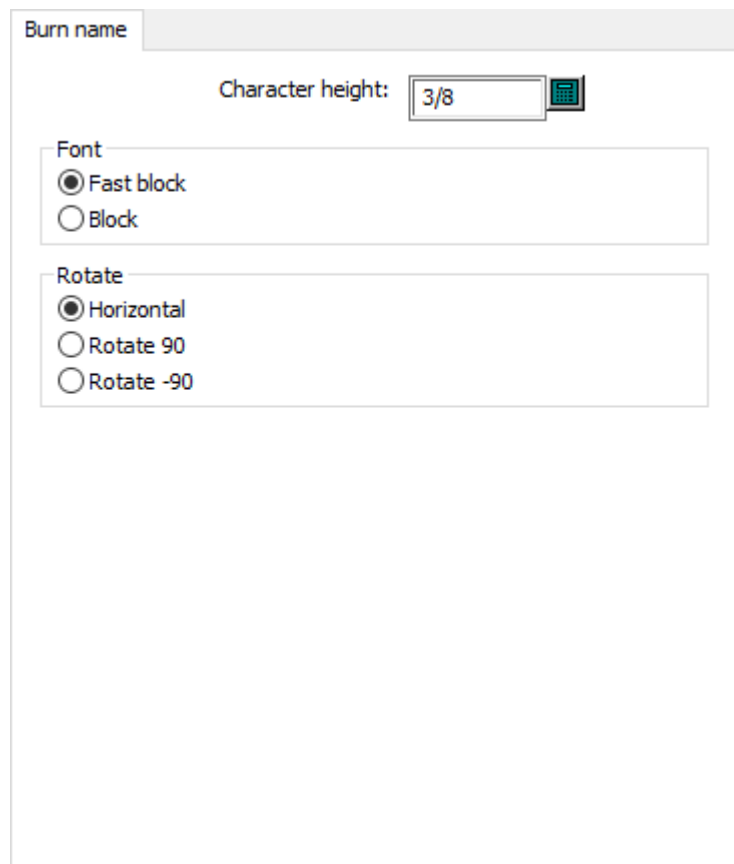 Burn name
Character height: 3/8
Font
Fast block
Block
Rotate
Horizontal
Rotate 90
Rotate -90